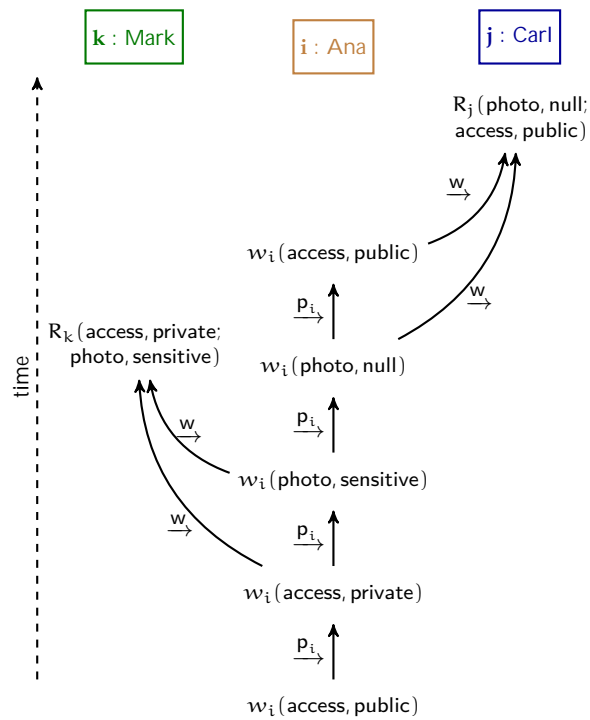 k : Mark
i : Ana
j : Carl
R_j(photo, null;
access, public)
w
w_i(access, public)
w
p_i
R_k(access, private;
photo, sensitive)
w_i(photo, null)
time
p_i
w
w_i(photo, sensitive)
w
p_i
w_i(access, private)
p_i
w_i(access, public)